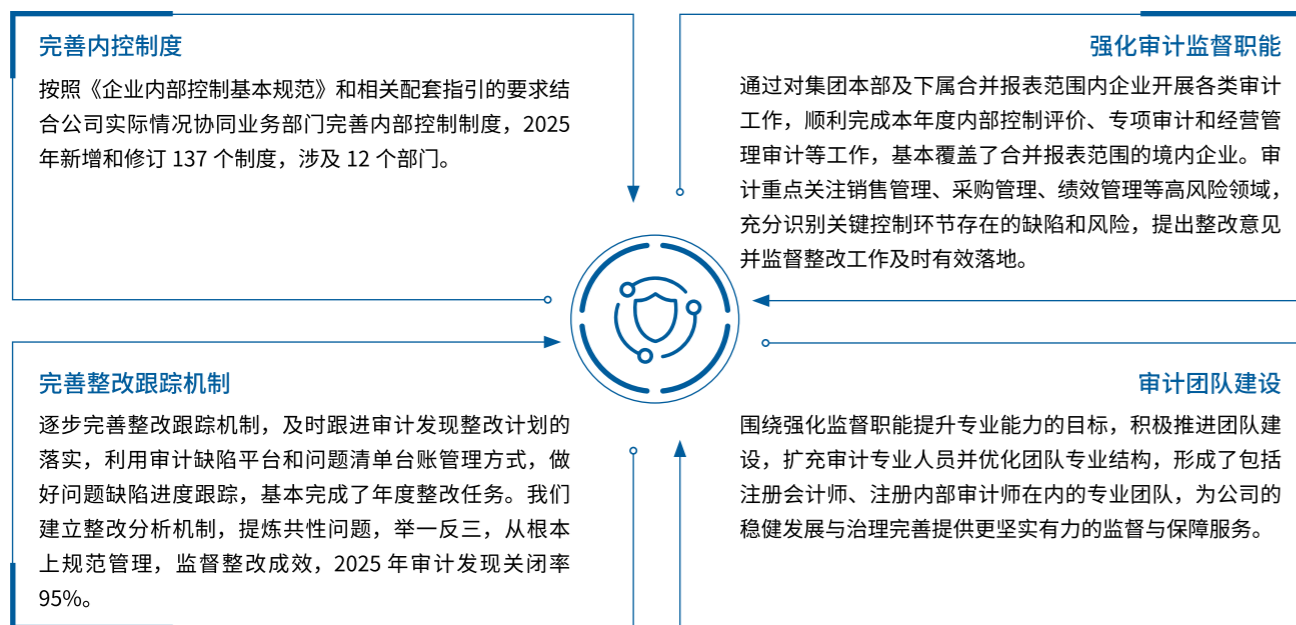 完善内控制度
按照《企业内部控制基本规范》和相关配套指引的要求结
合公司实际情况协同业务部门完善内部控制制度，2025
年新增和修订 137 个制度，涉及 12 个部门。
强化审计监督职能
通过对集团本部及下属合并报表范围内企业开展各类审计
工作，顺利完成本年度内部控制评价、专项审计和经营管
理审计等工作，基本覆盖了合并报表范围的境内企业。审
计重点关注销售管理、采购管理、绩效管理等高风险领域，
充分识别关键控制环节存在的缺陷和风险，提出整改意见
并监督整改工作及时有效落地。
完善整改跟踪机制
逐步完善整改跟踪机制，及时跟进审计发现整改计划的
落实，利用审计缺陷平台和问题清单台账管理方式，做
好问题缺陷进度跟踪，基本完成了年度整改任务。我们
建立整改分析机制，提炼共性问题，举一反三，从根本
上规范管理，监督整改成效，2025 年审计发现关闭率
95%。
审计团队建设
围绕强化监督职能提升专业能力的目标，积极推进团队建
设，扩充审计专业人员并优化团队专业结构，形成了包括
注册会计师、注册内部审计师在内的专业团队，为公司的
稳健发展与治理完善提供更坚实有力的监督与保障服务。